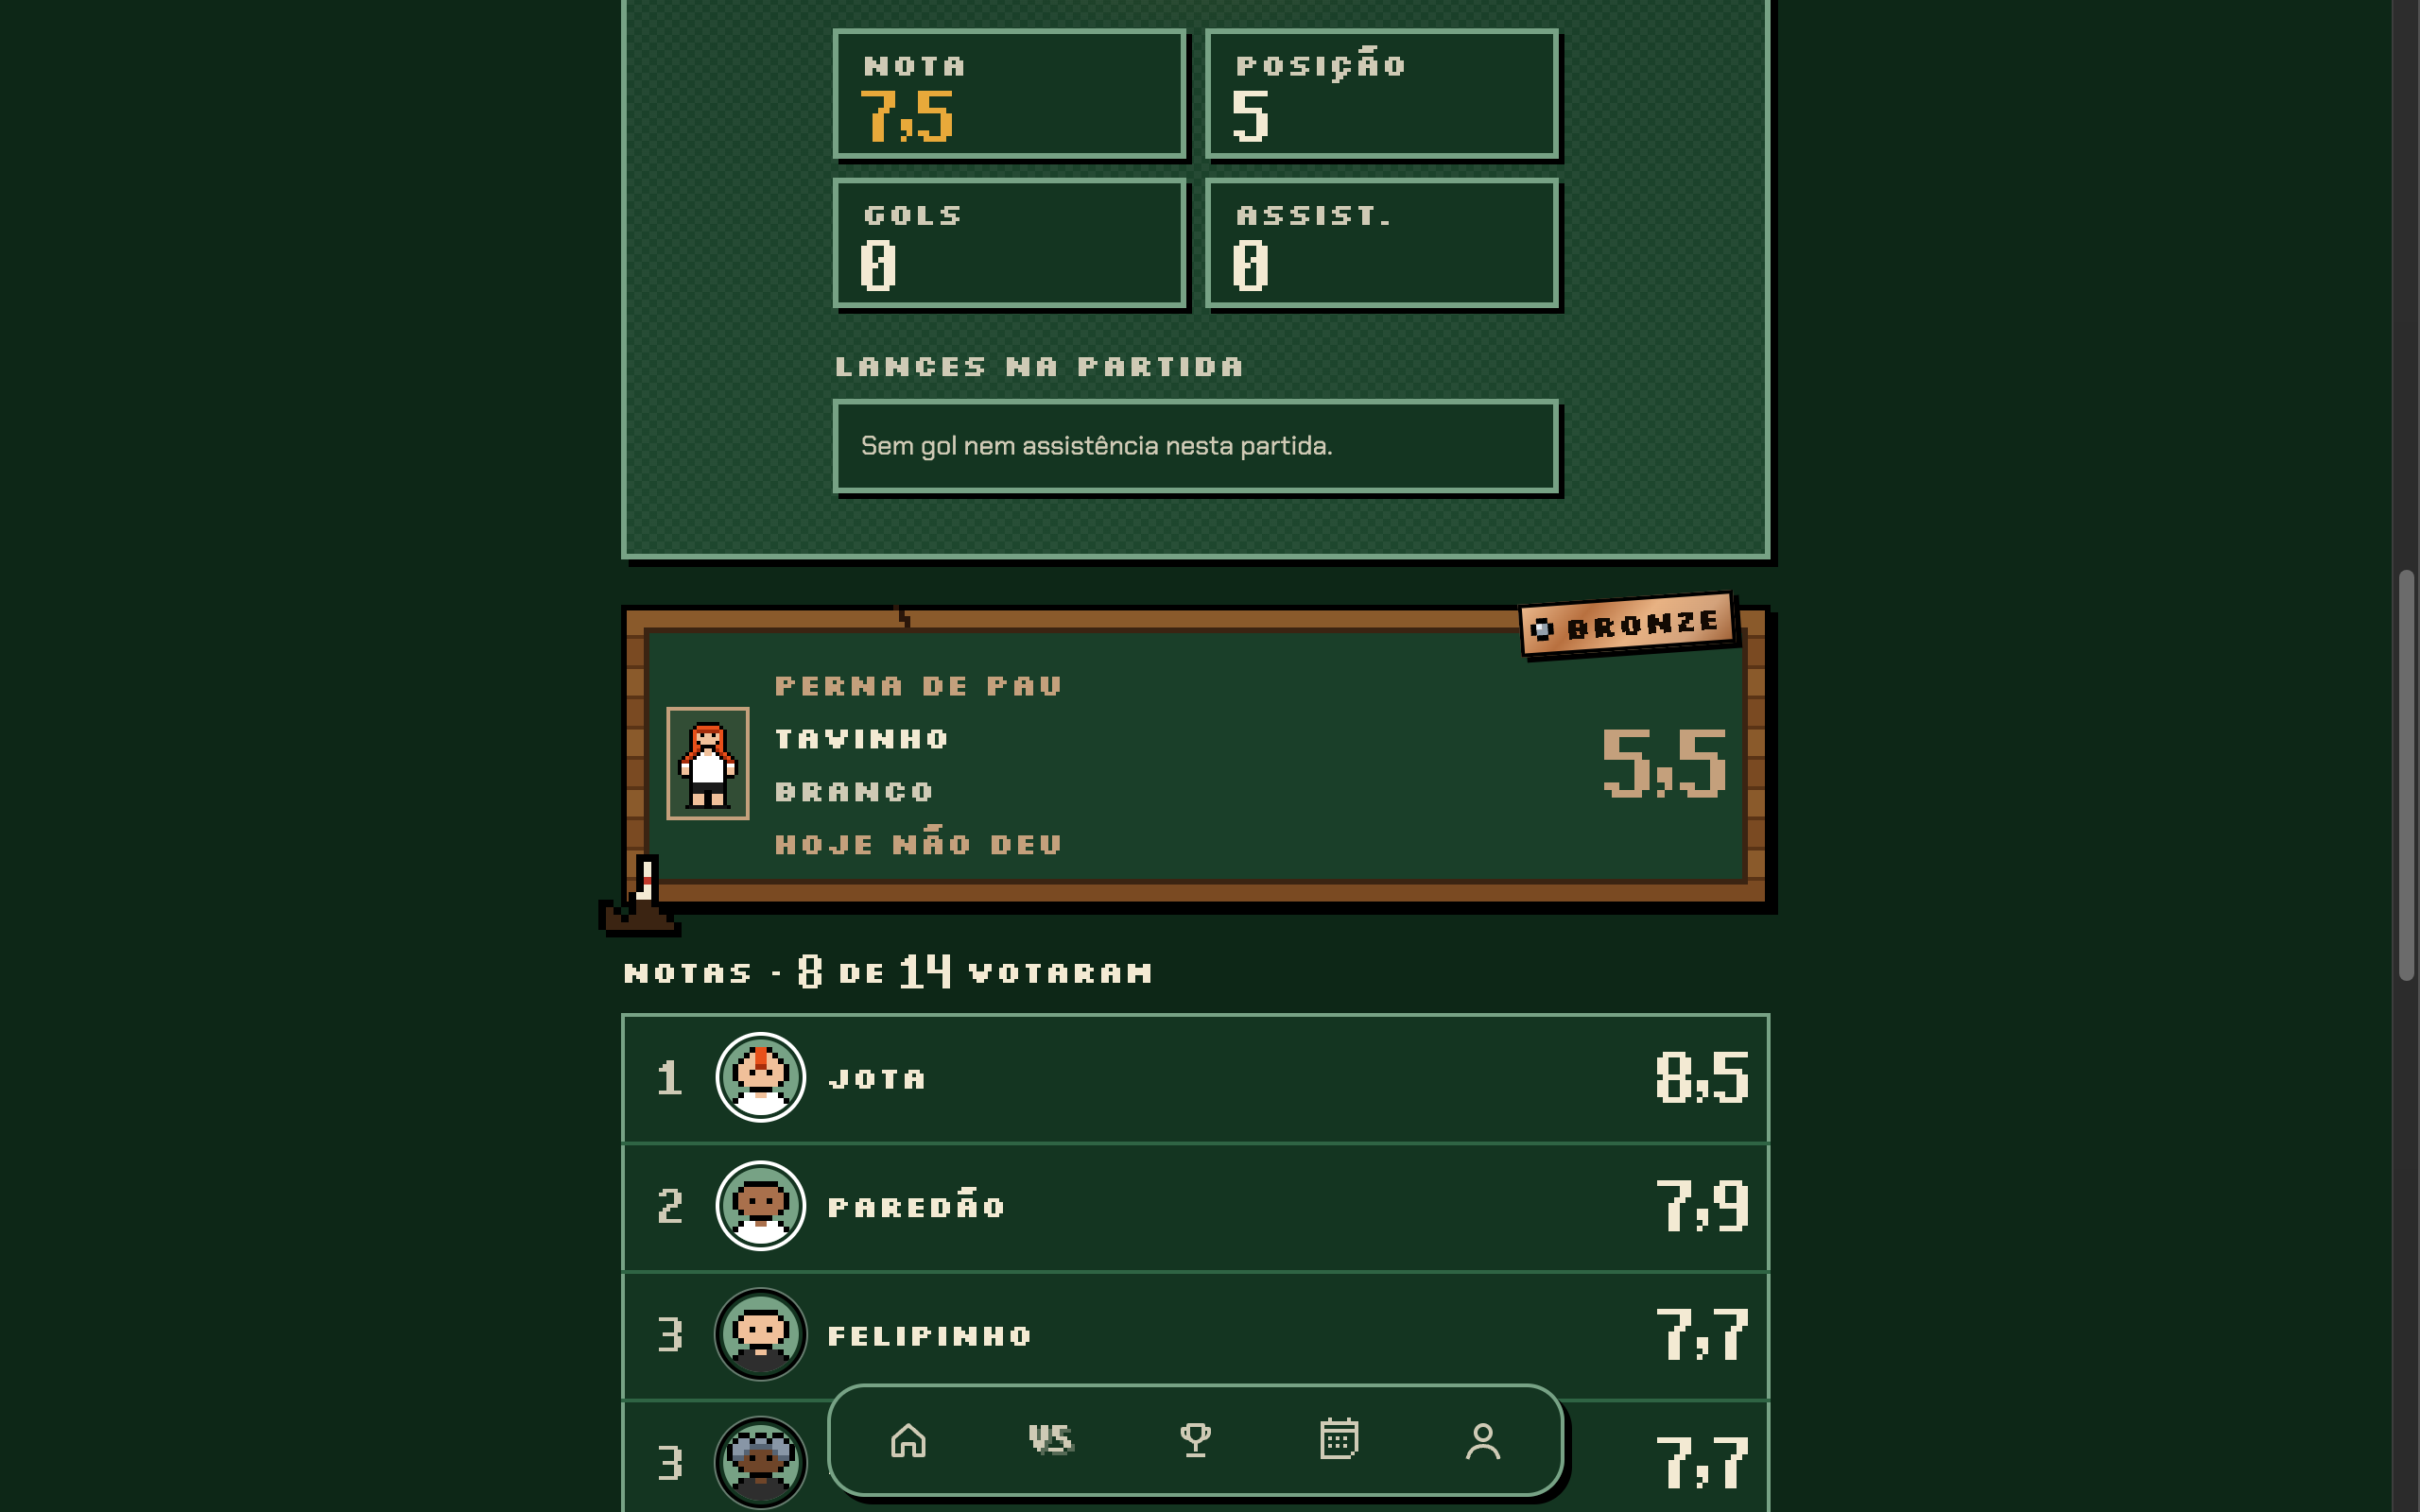 NOTA
7,5
POSIÇÃO
5
GOLS
0
ASSIST.
0
LANCES NA PARTIDA
Sem gol nem assistência nesta partida.
BRONZE
PERNA DE PAU
TAVINHO
BRANCO
HOJE NÃO DEU
5,5
NOTAS · 8 DE 14 VOTARAM
1 JOTA 8,5
2 PAREDÃO 7,9
3 FELIPINHO 7,7
3 7,7
VS